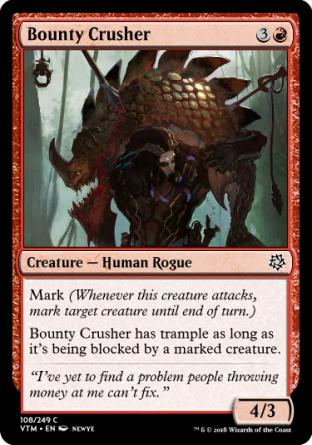 Bounty Crusher 3
Creature — Human Rogue
Mark (Whenever this creature attacks,
mark target creature until end of turn.)
Bounty Crusher has trample as long as
it's being blocked by a marked creature.
"I've yet to find a problem people throwing
money at me can't fix."
4/3
108/249 C
VTM • EN NEWYE
™ & © 2018 Wizards of the Coast